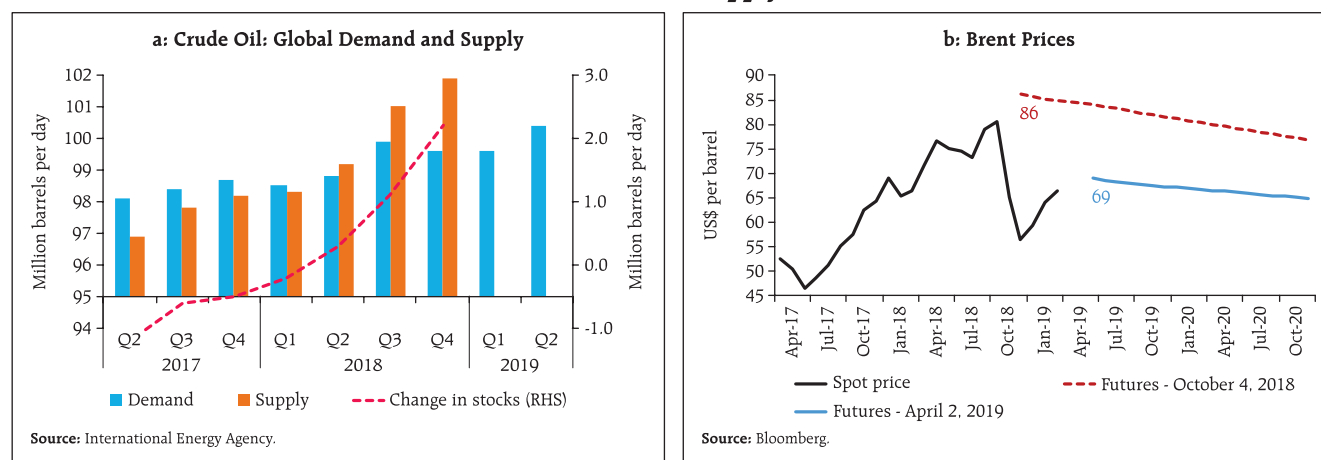 a: Crude Oil: Global Demand and Supply
Million barrels per day
102
101
100
99
98
97
96
95
94
3.0
2.0
1.0
0.0
-1.0
Million barrels per day
Q2 Q3 Q4 Q1 Q2 Q3 Q4 Q1 Q2
2017 2018 2019
Demand Supply Change in stocks (RHS)
Source: International Energy Agency.
b: Brent Prices
US$ per barrel
90
85
80
75
70
65
60
55
50
45
86
69
Apr-17 Jul-17 Oct-17 Jan-18 Apr-18 Jul-18 Oct-18 Jan-19 Apr-19 Jul-19 Oct-19 Jan-20 Apr-20 Jul-20 Oct-20
Spot price Futures - October 4, 2018
Futures - April 2, 2019
Source: Bloomberg.